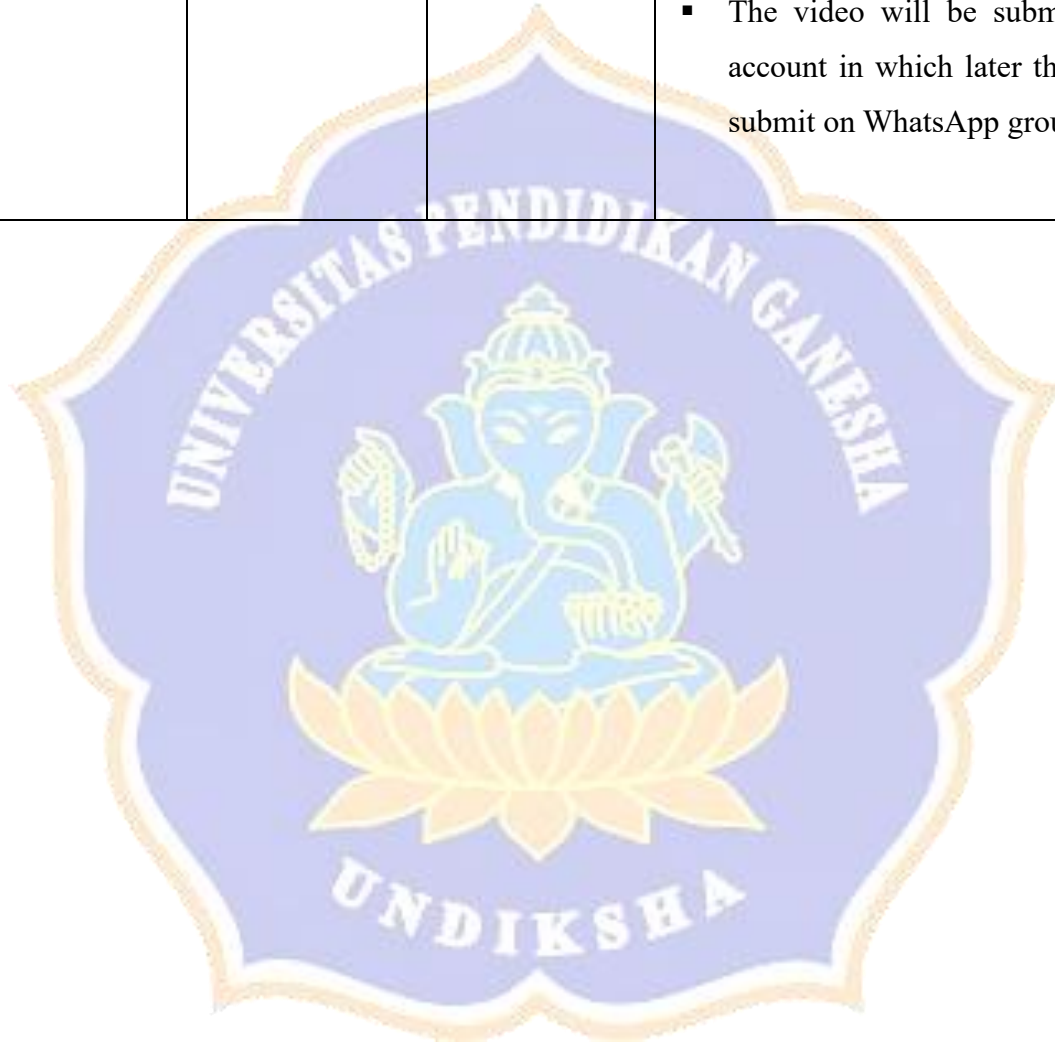 ▪ The video will be subm
account in which later th
submit on WhatsApp grou
UNIVERSITAS PENDIDIKAN GANESHA
UNDIKSHA